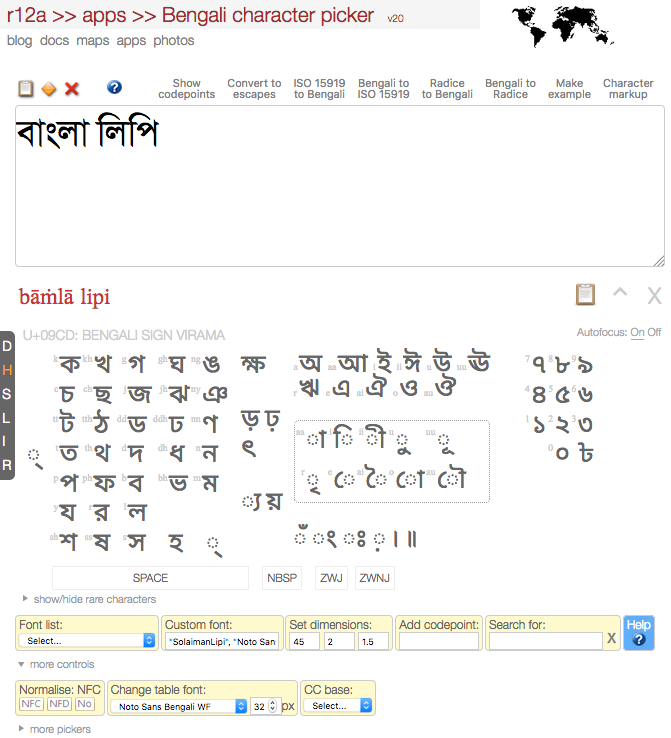 r12a >> apps >> Bengali character picker v20
blog docs maps apps photos
Show codepoints
Convert to escapes
ISO 15919 to Bengali
Bengali to ISO 15919
Radice to Bengali
Bengali to Radice
Make example
Character markup
বাংলা লিপি
bāṁlā lipi
U+09CD: BENGALI SIGN VIRAMA
Autofocus: On Off
D
H
S
L
I
R
ক খ গ ঘ ঙ ক্ষ অ আ ই ঈ উ ঊ ৭ ৮ ৯
চ ছ জ ঝ ঞ ঋ এ ঐ ও ঔ ৪ ৫ ৬
ট ঠ ড ঢ ণ ড় ঢ় ১ ২ ৩
্ ত থ দ ধ ন ৎ া ি ী ু ূ ০ ৳
প ফ ব ভ ম ৃ ে ৈ ো ৌ
য র ল ্য য়
শ ষ স হ ্ ঁ ং ঃ ় । ॥
SPACE NBSP ZWJ ZWNJ
show/hide rare characters
Font list: Custom font: Set dimensions: Add codepoint: Search for: Help
Select... "SolaimanLipi", "Noto San 45 2 1.5 X ?
more controls
Normalise: NFC Change table font: CC base:
NFC NFD No Noto Sans Bengali WF 32 px Select...
more pickers